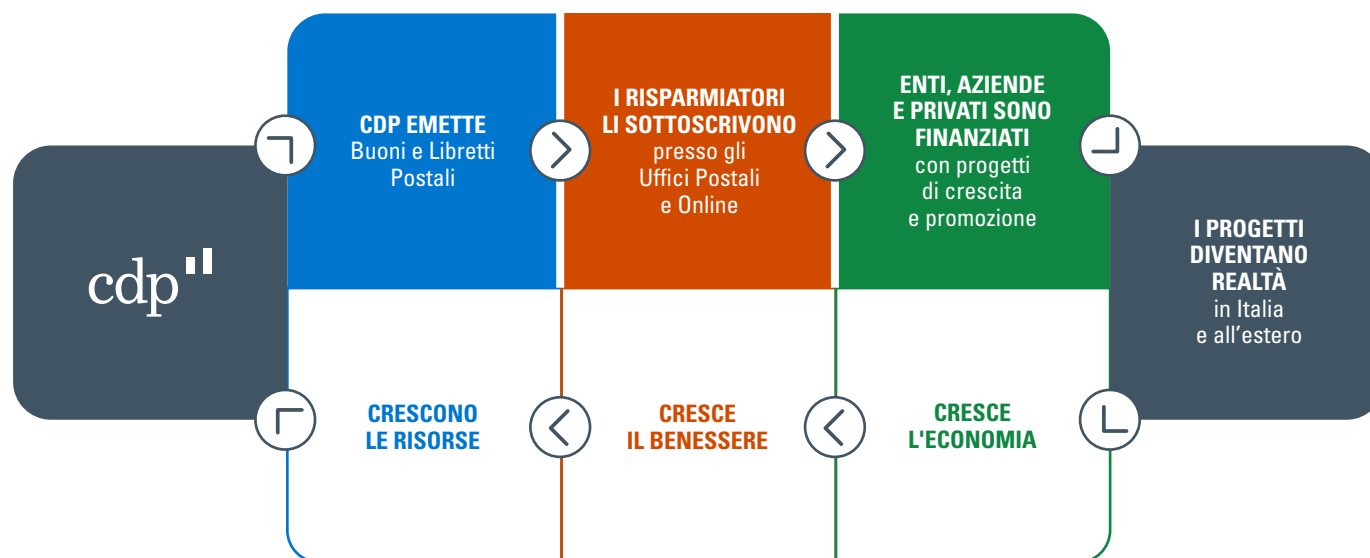 cdp
CDP EMETTE
Buoni e Libretti
Postali
I RISPARMIATORI
LI SOTTOSCRIVONO
presso gli
Uffici Postali
e Online
ENTI, AZIENDE
E PRIVATI SONO
FINANZIATI
con progetti
di crescita
e promozione
I PROGETTI
DIVENTANO
REALTÀ
in Italia
e all’estero
CRESCE
L'ECONOMIA
CRESCE
IL BENESSERE
CRESCONO
LE RISORSE